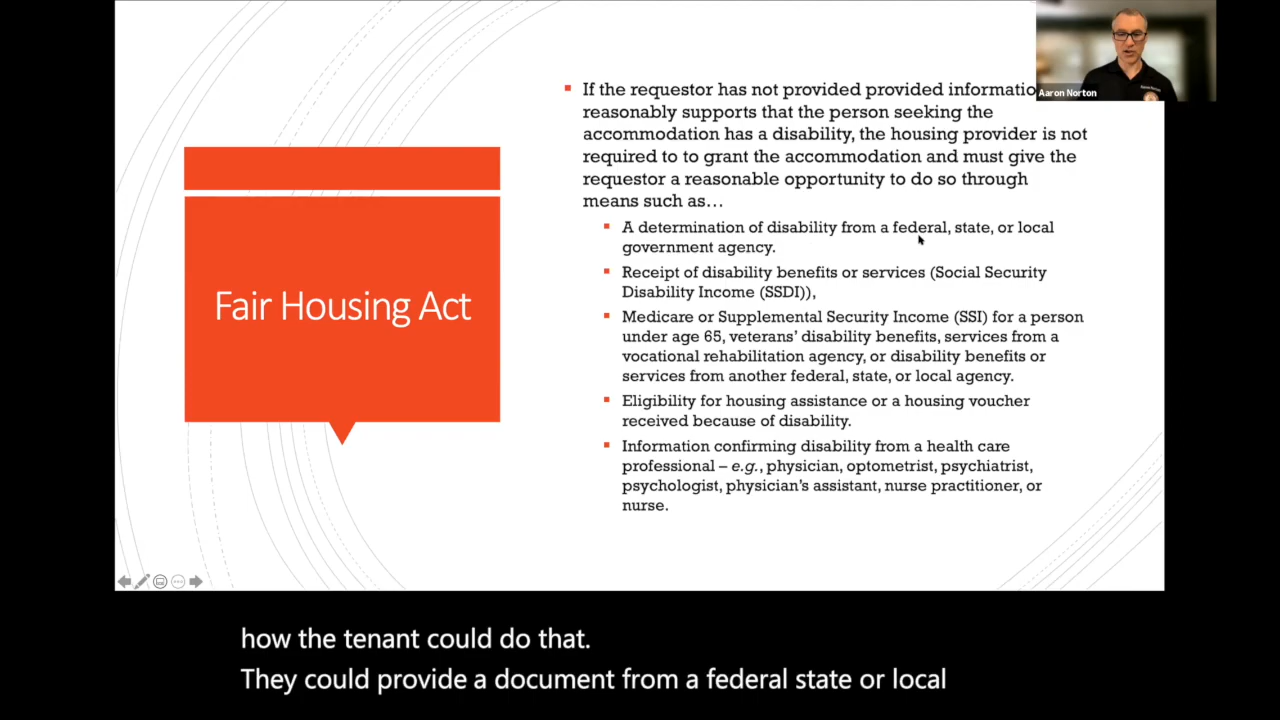 Aaron Norton
If the requestor has not provided provided informatio
reasonably supports that the person seeking the
accommodation has a disability, the housing provider is not
required to to grant the accommodation and must give the
requestor a reasonable opportunity to do so through
means such as…
A determination of disability from a federal, state, or local
government agency.
Receipt of disability benefits or services (Social Security
Disability Income (SSDI)),
Medicare or Supplemental Security Income (SSI) for a person
under age 65, veterans’ disability benefits, services from a
vocational rehabilitation agency, or disability benefits or
services from another federal, state, or local agency.
Eligibility for housing assistance or a housing voucher
received because of disability.
Information confirming disability from a health care
professional – e.g., physician, optometrist, psychiatrist,
psychologist, physician’s assistant, nurse practitioner, or
nurse.
Fair Housing Act
how the tenant could do that.
They could provide a document from a federal state or local